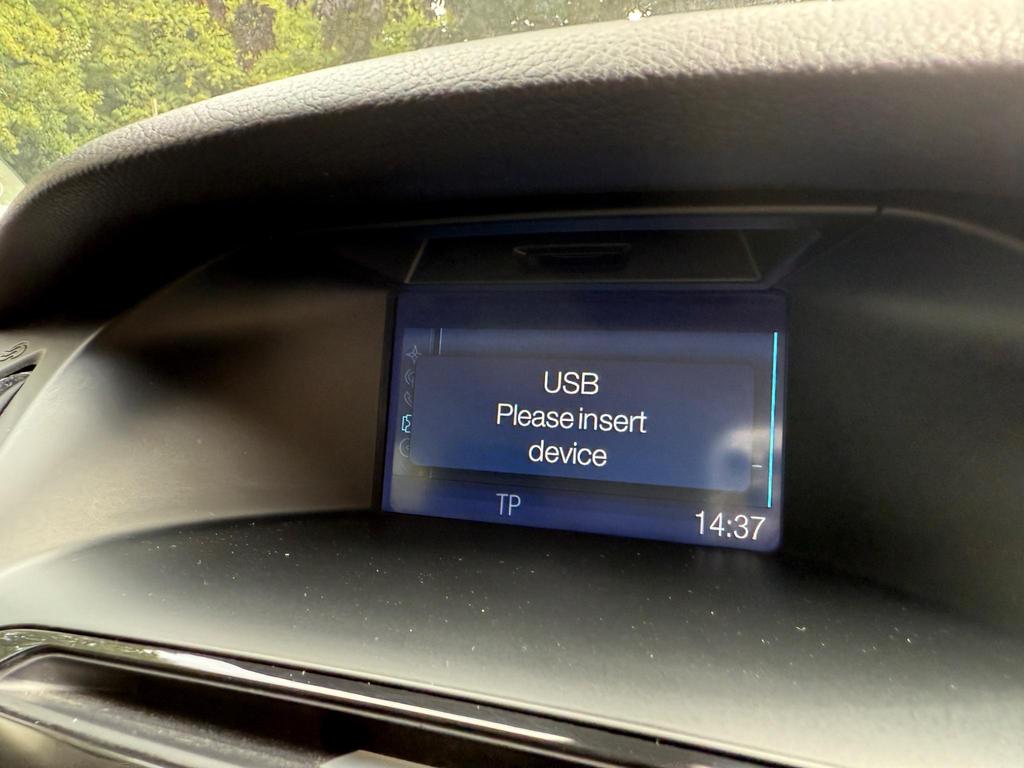 USB
Please insert
device
TP
14:37